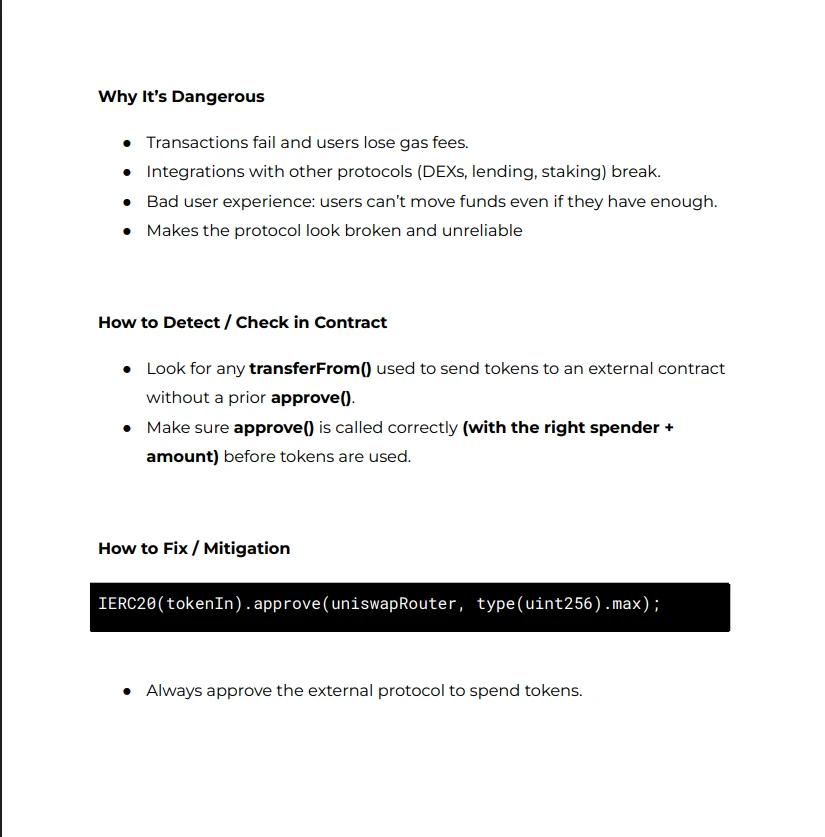 Why It’s Dangerous
● Transactions fail and users lose gas fees.
● Integrations with other protocols (DEXs, lending, staking) break.
● Bad user experience: users can’t move funds even if they have enough.
● Makes the protocol look broken and unreliable
How to Detect / Check in Contract
● Look for any transferFrom() used to send tokens to an external contract
without a prior approve().
● Make sure approve() is called correctly (with the right spender +
amount) before tokens are used.
How to Fix / Mitigation
IERC20(tokenIn).approve(uniswapRouter, type(uint256).max);
● Always approve the external protocol to spend tokens.